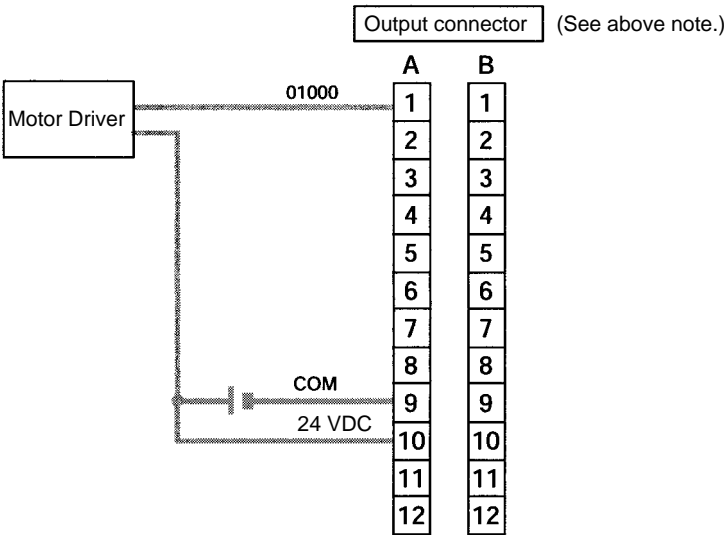 Output connector (See above note.)
A B
01000
Motor Driver
1 1
2 2
3 3
4 4
5 5
6 6
7 7
8 8
COM
9 9
24 VDC
10 10
11 11
12 12